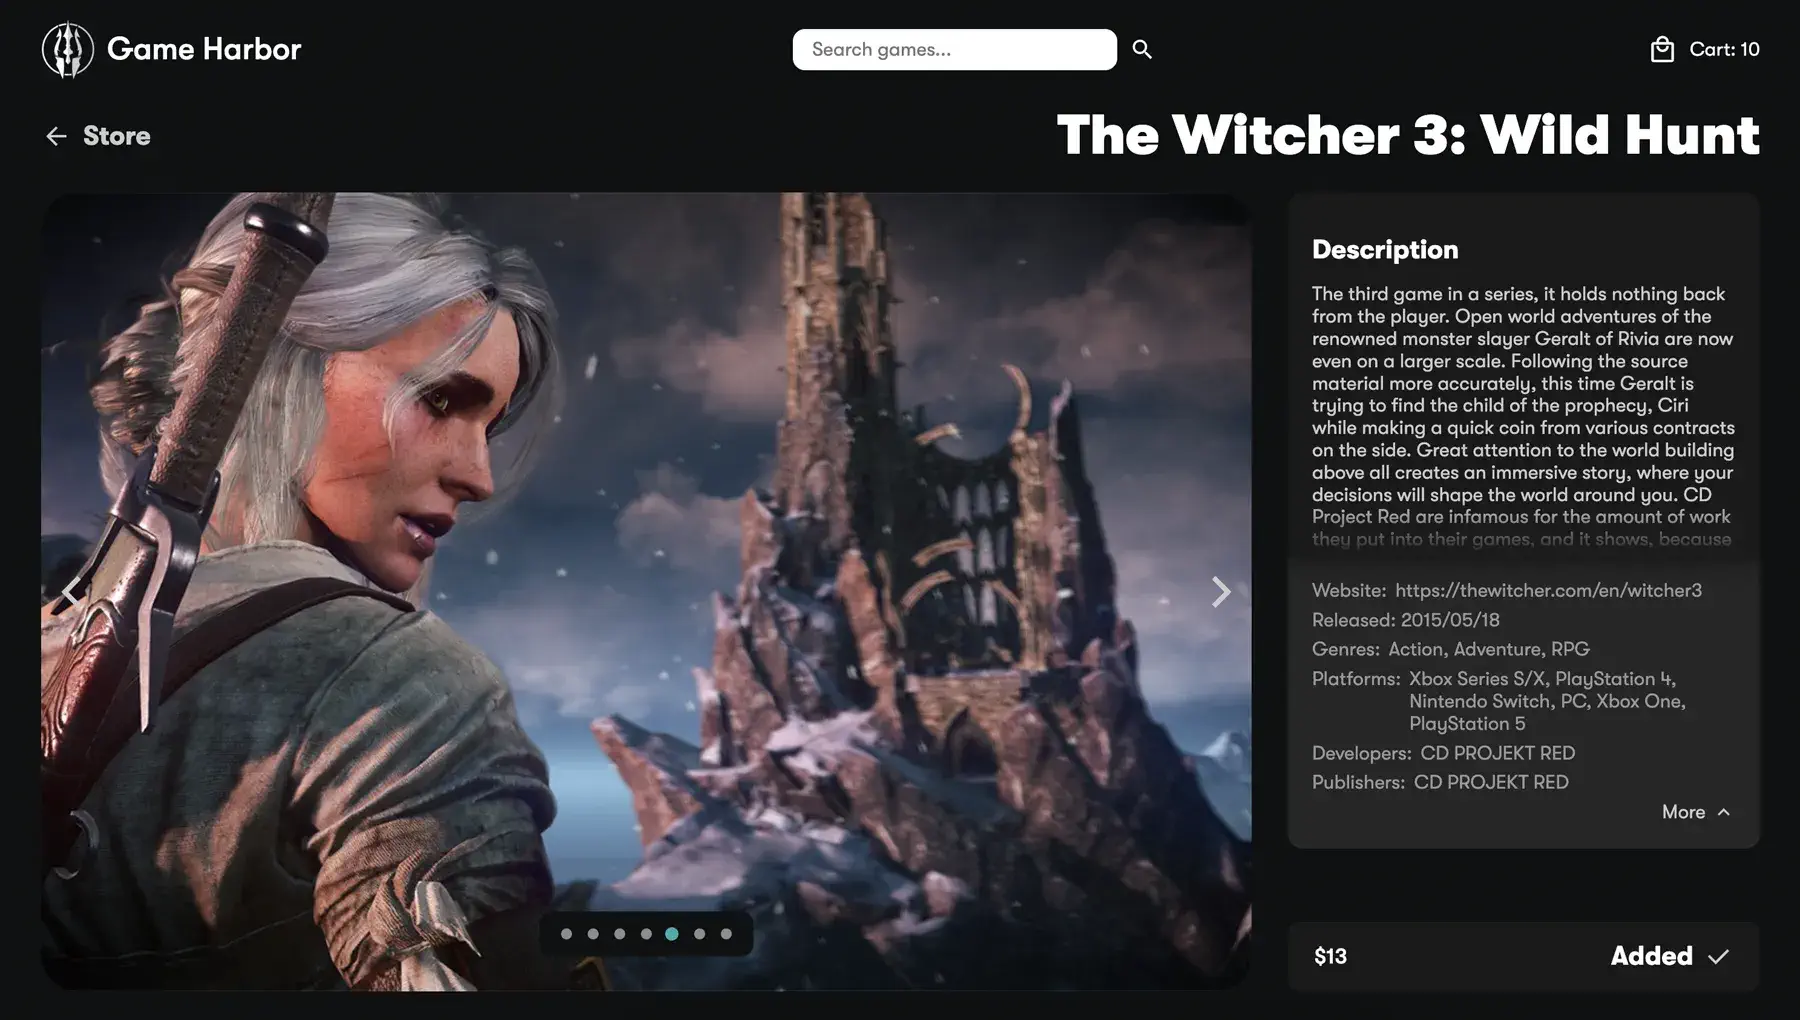 Game Harbor
Search games...
Cart: 10
Store
The Witcher 3: Wild Hunt
Description
The third game in a series, it holds nothing back
from the player. Open world adventures of the
renowned monster slayer Geralt of Rivia are now
even on a larger scale. Following the source
material more accurately, this time Geralt is
trying to find the child of the prophecy, Ciri
while making a quick coin from various contracts
on the side. Great attention to the world building
above all creates an immersive story, where your
decisions will shape the world around you. CD
Project Red are infamous for the amount of work
they put into their games, and it shows, because
Website: https://thewitcher.com/en/witcher3
Released: 2015/05/18
Genres: Action, Adventure, RPG
Platforms: Xbox Series S/X, PlayStation 4,
Nintendo Switch, PC, Xbox One,
PlayStation 5
Developers: CD PROJEKT RED
Publishers: CD PROJEKT RED
More
$13
Added